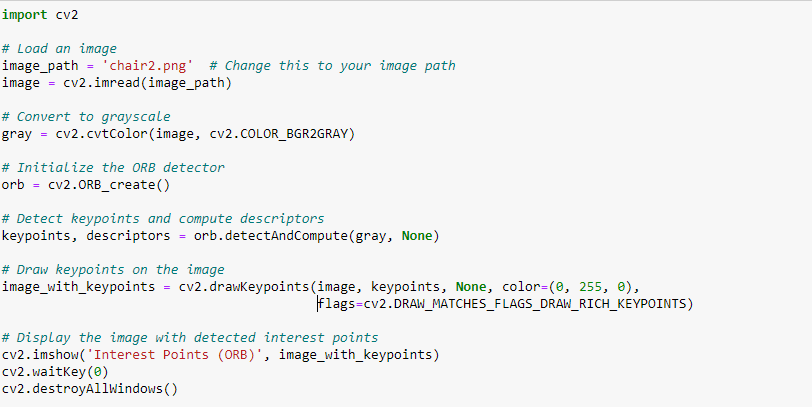 import cv2
# Load an image
image_path = 'chair2.png'  # Change this to your image path
image = cv2.imread(image_path)
# Convert to grayscale
gray = cv2.cvtColor(image, cv2.COLOR_BGR2GRAY)
# Initialize the ORB detector
orb = cv2.ORB_create()
# Detect keypoints and compute descriptors
keypoints, descriptors = orb.detectAndCompute(gray, None)
# Draw keypoints on the image
image_with_keypoints = cv2.drawKeypoints(image, keypoints, None, color=(0, 255, 0),
flags=cv2.DRAW_MATCHES_FLAGS_DRAW_RICH_KEYPOINTS)
# Display the image with detected interest points
cv2.imshow('Interest Points (ORB)', image_with_keypoints)
cv2.waitKey(0)
cv2.destroyAllWindows()